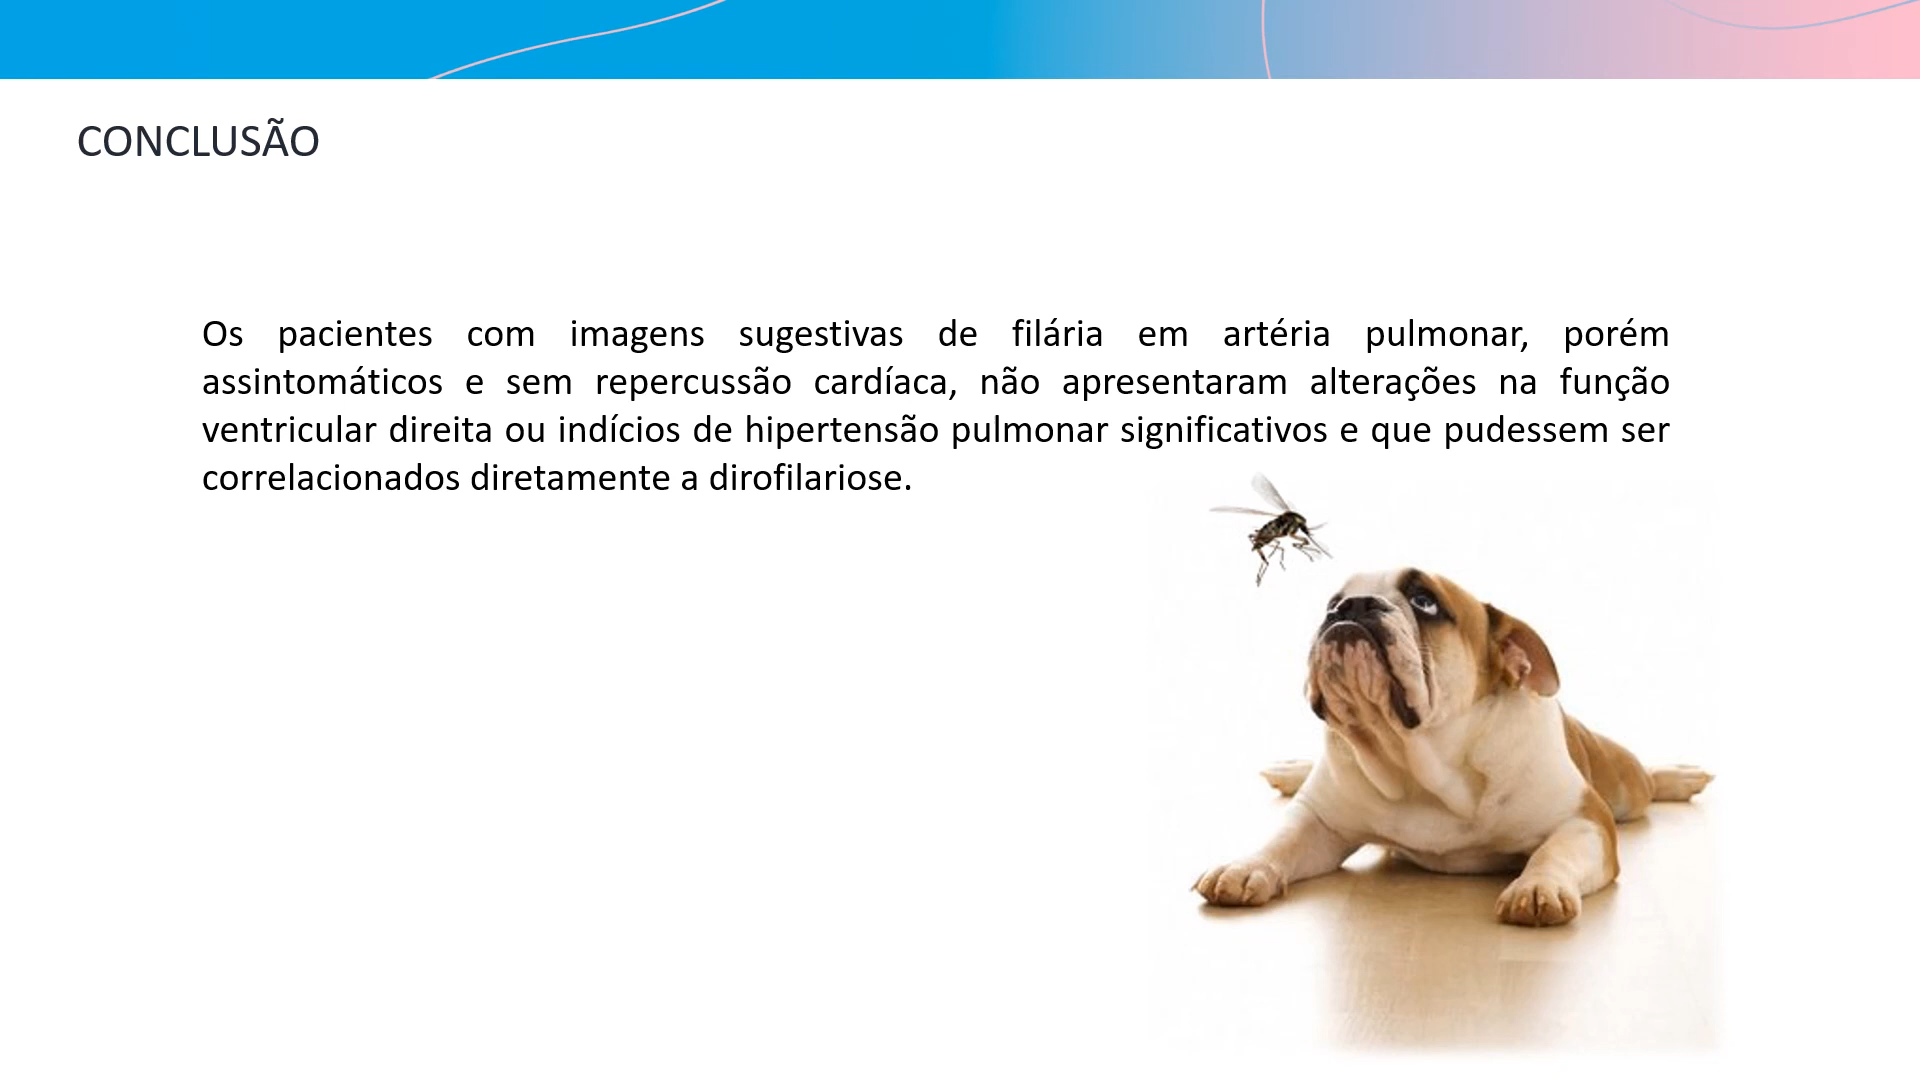 CONCLUSÃO
Os pacientes com imagens sugestivas de filária em artéria pulmonar, porém
assintomáticos e sem repercussão cardíaca, não apresentaram alterações na função
ventricular direita ou indícios de hipertensão pulmonar significativos e que pudessem ser
correlacionados diretamente a dirofilariose.